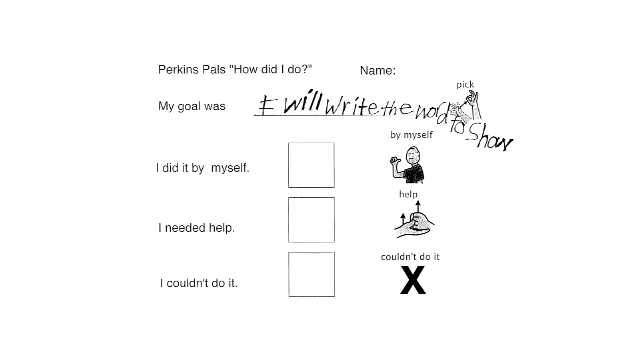 Perkins Pals "How did I do?" Name:
pick
My goal was I will write the word to show
by myself
I did it by myself.
help
I needed help.
couldn't do it
I couldn't do it.
X